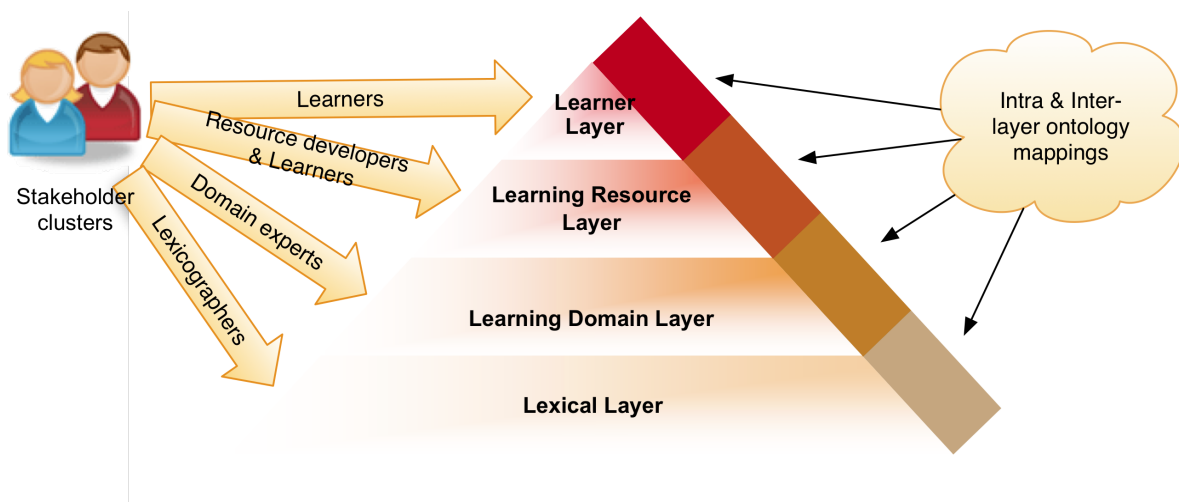 Stakeholder
clusters
Learners
Resource developers
& Learners
Domain experts
Lexicographers
Learner
Layer
Learning Resource
Layer
Learning Domain Layer
Lexical Layer
Intra & Inter-
layer ontology
mappings